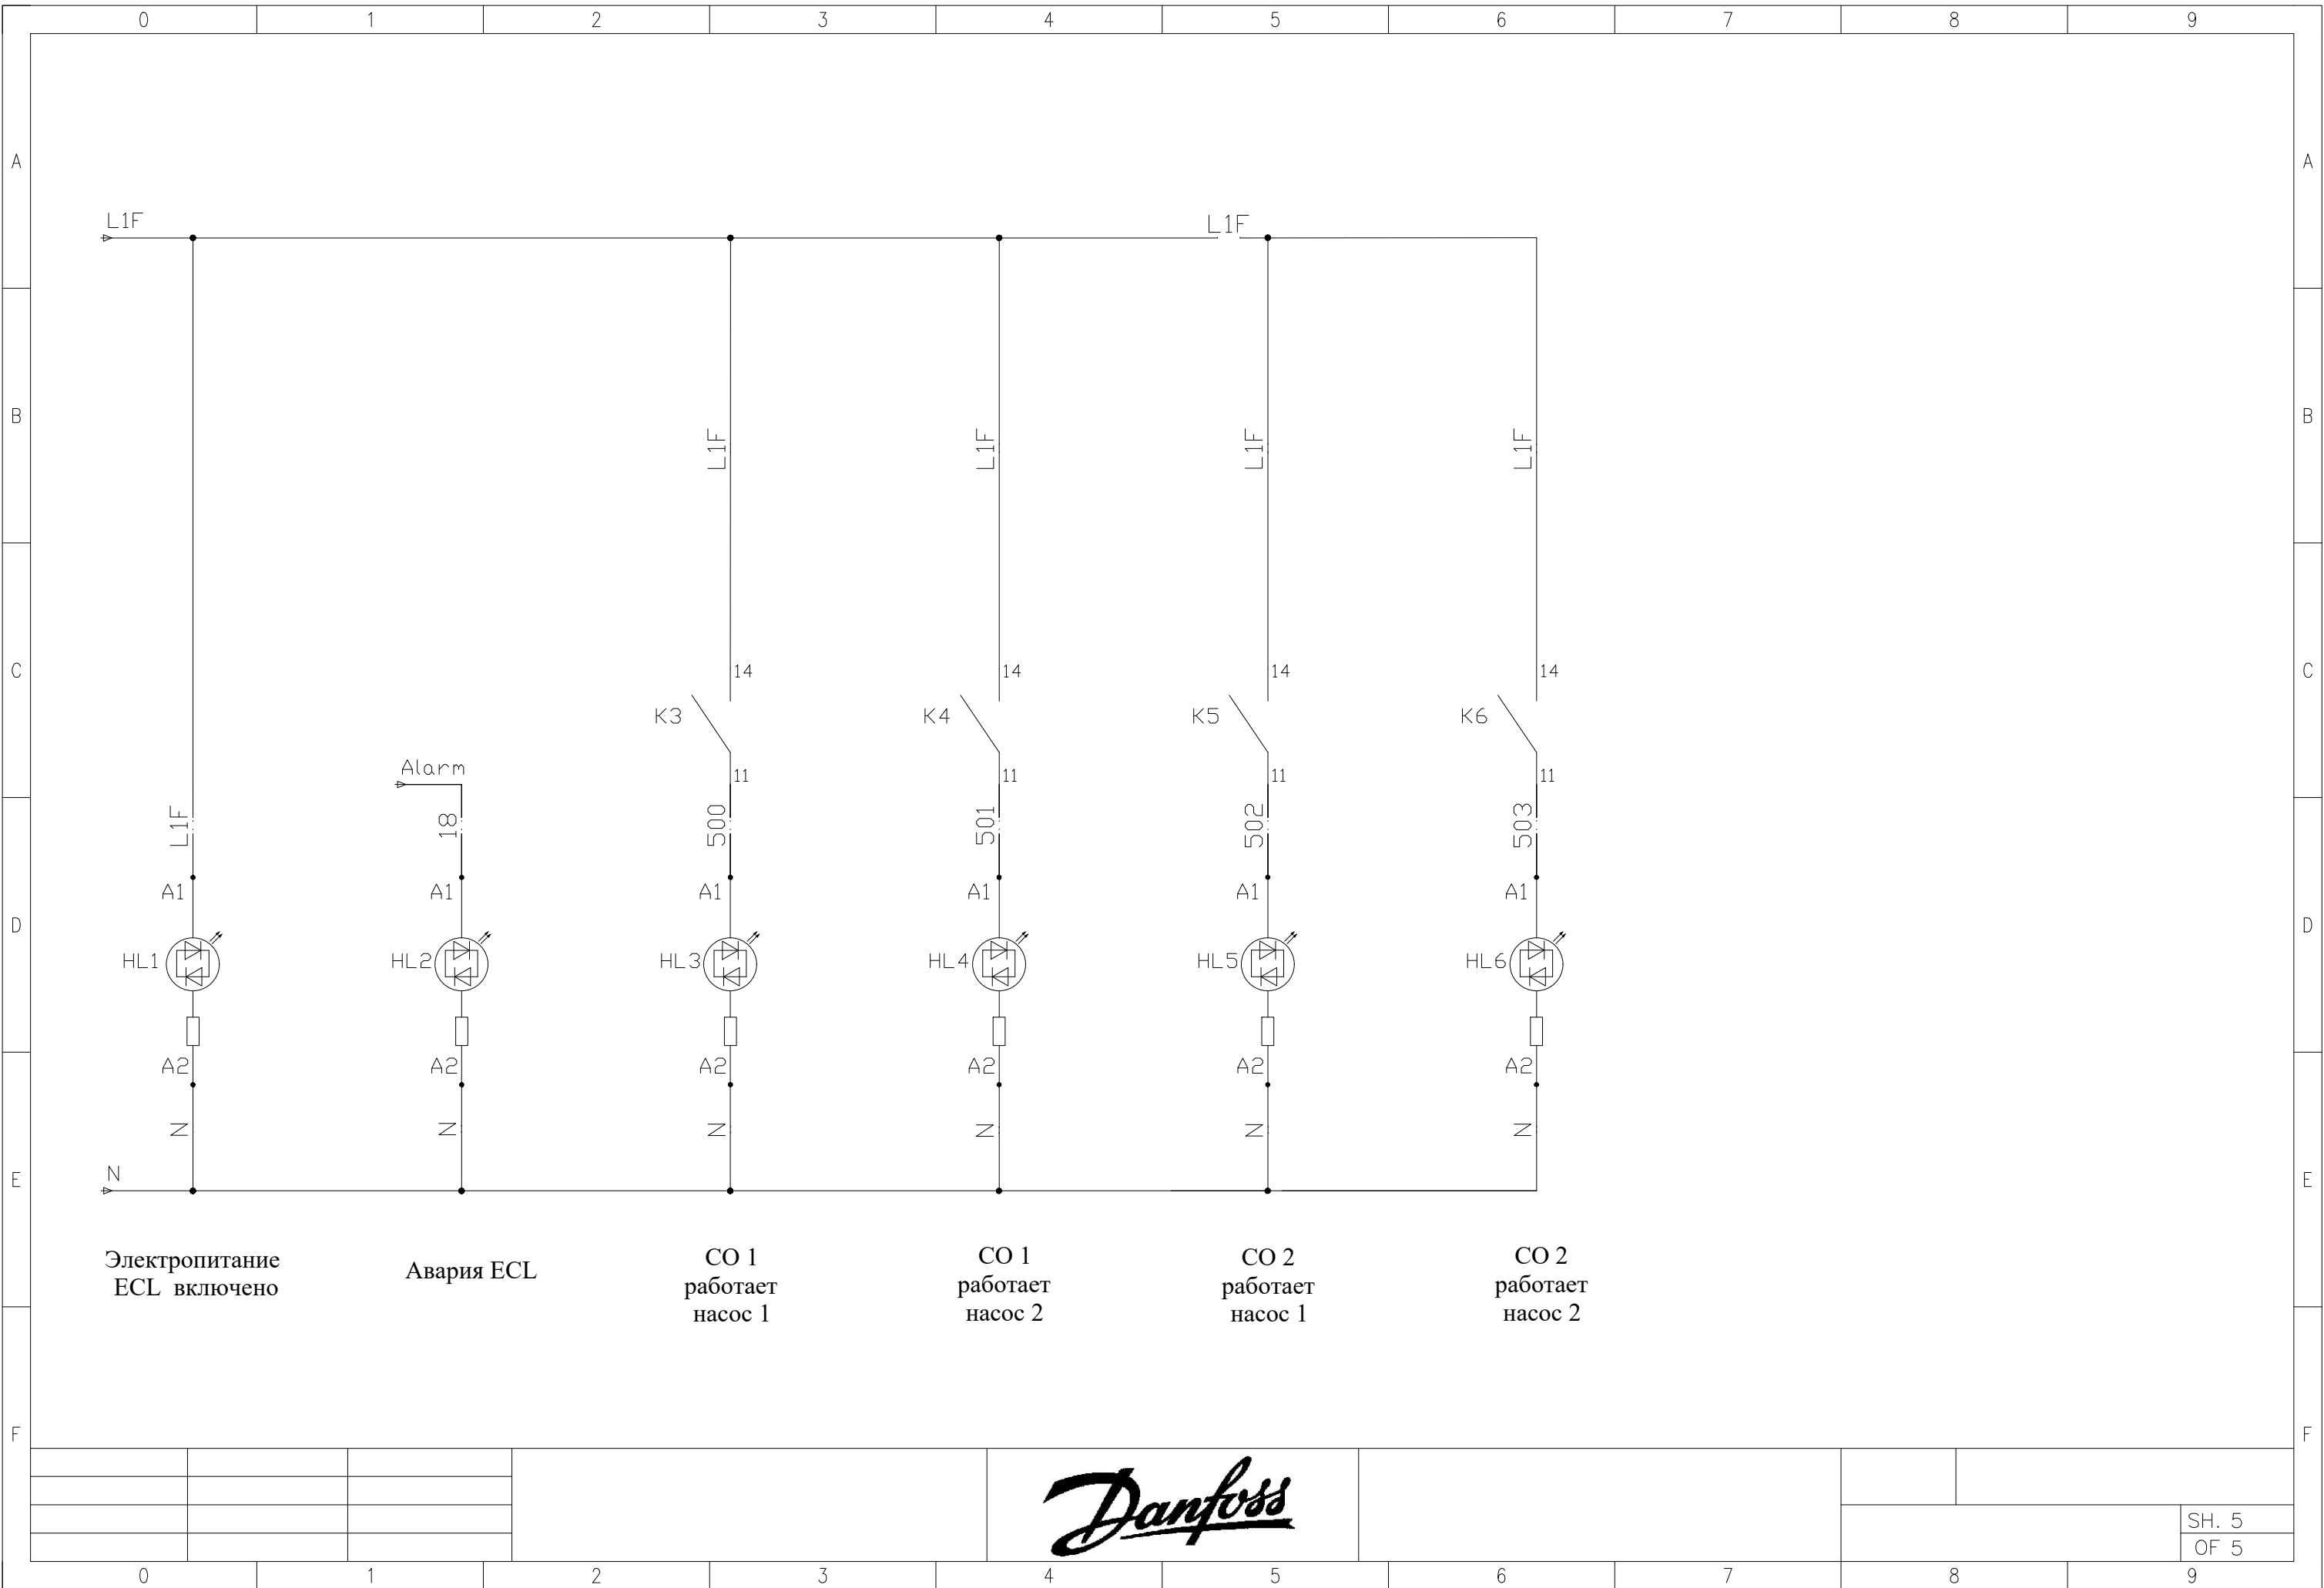 0 1 2 3 4 5 6 7 8 9
A A
L1F L1F
B B
L1F L1F L1F L1F
C C
14 14 14 14
K3 K4 K5 K6
Alarm
11 11 11 11
L1F 18 500 501 502 503
A1 A1 A1 A1 A1 A1
D D
HL1 HL2 HL3 HL4 HL5 HL6
A2 A2 A2 A2 A2 A2
N N N N N N
N
E E
Электропитание
ECL включено
Авария ECL
СО 1
работает
насос 1
СО 1
работает
насос 2
СО 2
работает
насос 1
СО 2
работает
насос 2
F F
Danfoss
SH. 5
OF 5
0 1 2 3 4 5 6 7 8 9